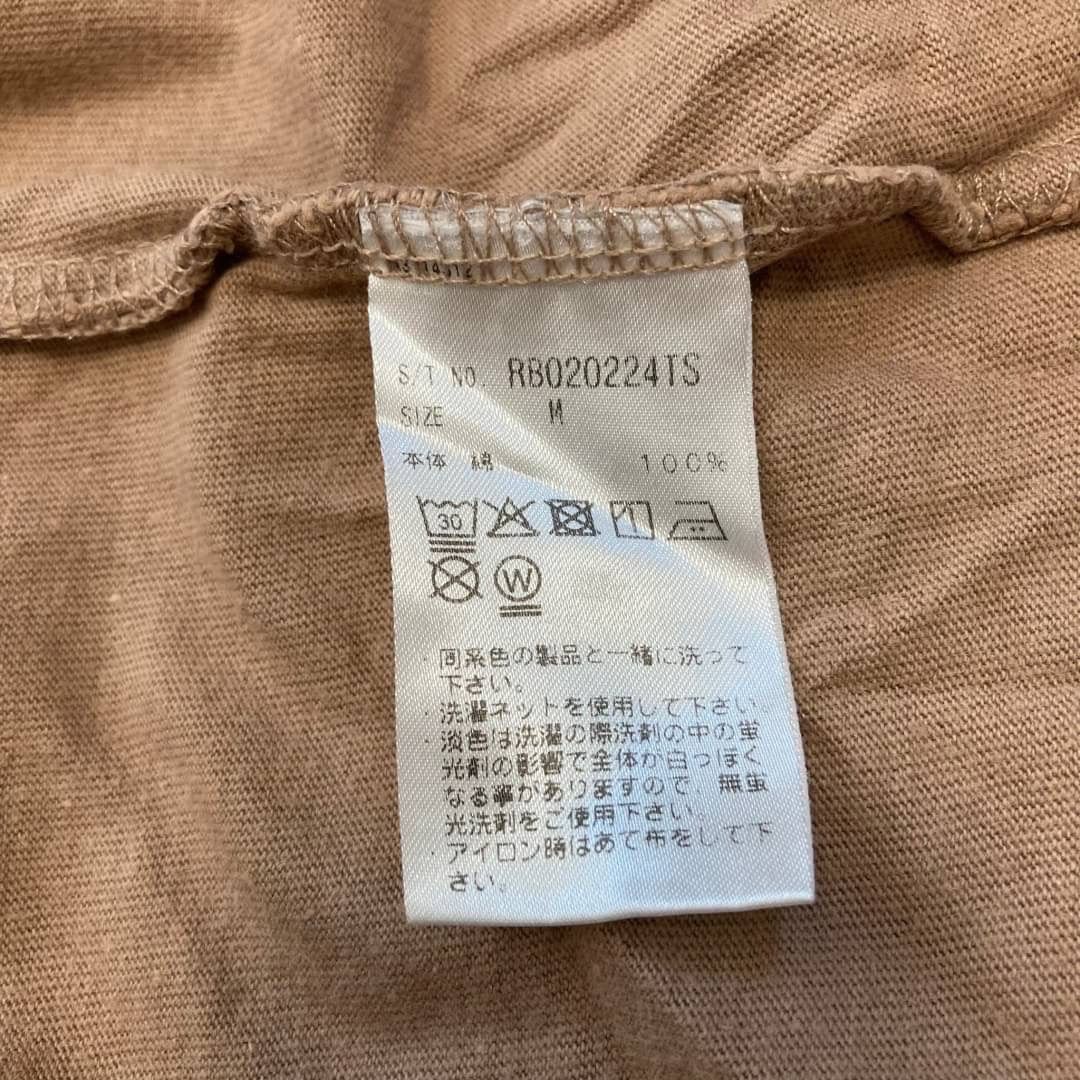 S/T NO. RB020224TS
SIZE M
本体 綿 100%
30
W
・同系色の製品と一緒に洗って
下さい。
・洗濯ネットを使用して下さい。
・淡色は洗濯の際洗剤の中の蛍
光剤の影響で全体が白っぽく
なる事がありますので、無蛍
光洗剤をご使用下さい。
・アイロン時はあて布をして下
さい。